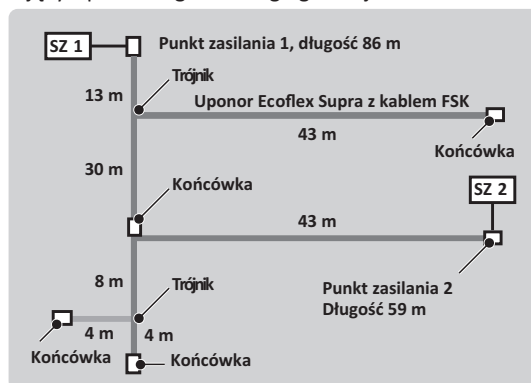 SZ 1
Punkt zasilania 1, długość 86 m
Trójnik
13 m
Uponor Ecoflex Supra z kablem FSK
43 m
Końcówka
30 m
Końcówka
SZ 2
43 m
8 m
Trójnik
Punkt zasilania 2
Długość 59 m
4 m
4 m
Końcówka
Końcówka